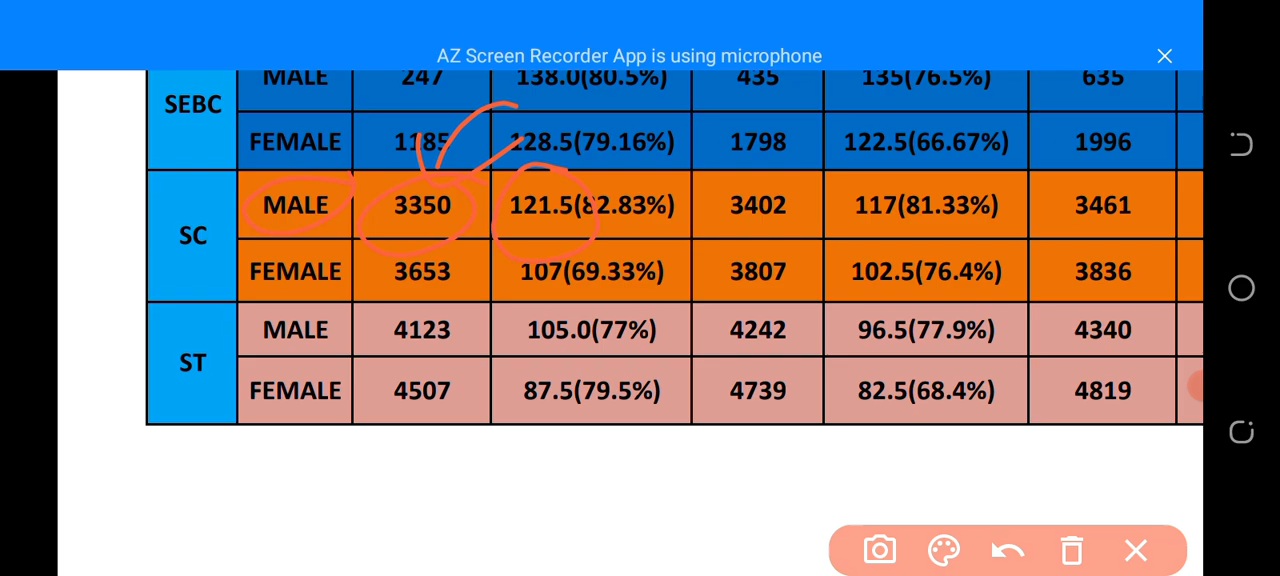 AZ Screen Recorder App is using microphone
MALE 247 138.0(80.5%) 435 135(76.5%) 635
SEBC
FEMALE 1185 128.5(79.16%) 1798 122.5(66.67%) 1996
MALE 3350 121.5(82.83%) 3402 117(81.33%) 3461
SC
FEMALE 3653 107(69.33%) 3807 102.5(76.4%) 3836
MALE 4123 105.0(77%) 4242 96.5(77.9%) 4340
ST
FEMALE 4507 87.5(79.5%) 4739 82.5(68.4%) 4819